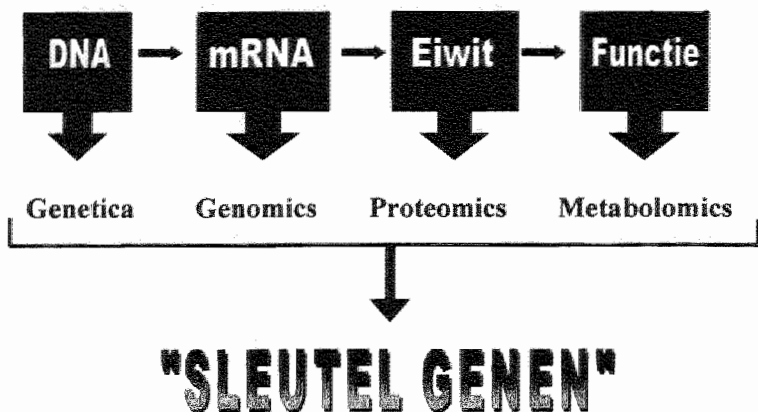 DNA mRNA Eiwit Functie
Genetica Genomics Proteomics Metabolomics
"SLEUTEL GENEN"